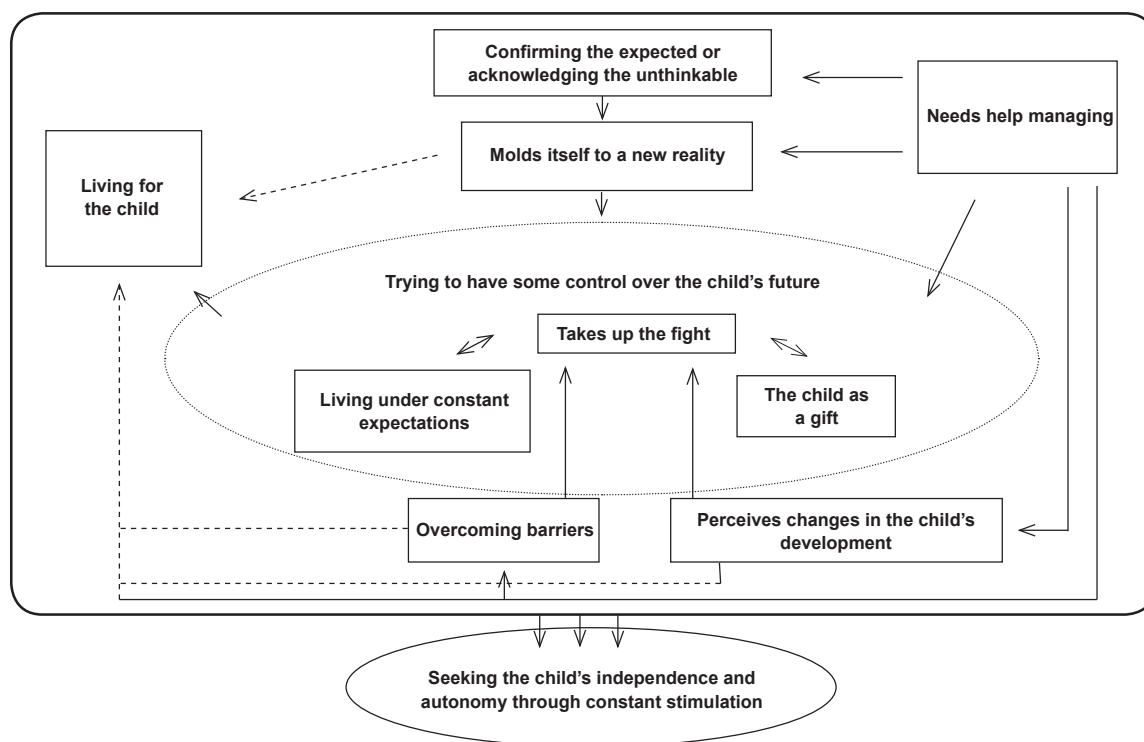 Confirming the expected or
acknowledging the unthinkable
Needs help managing
Molds itself to a new reality
Living for
the child
Trying to have some control over the child’s future
Takes up the fight
Living under constant
expectations
The child as
a gift
Overcoming barriers
Perceives changes in the child’s
development
Seeking the child’s independence and
autonomy through constant stimulation